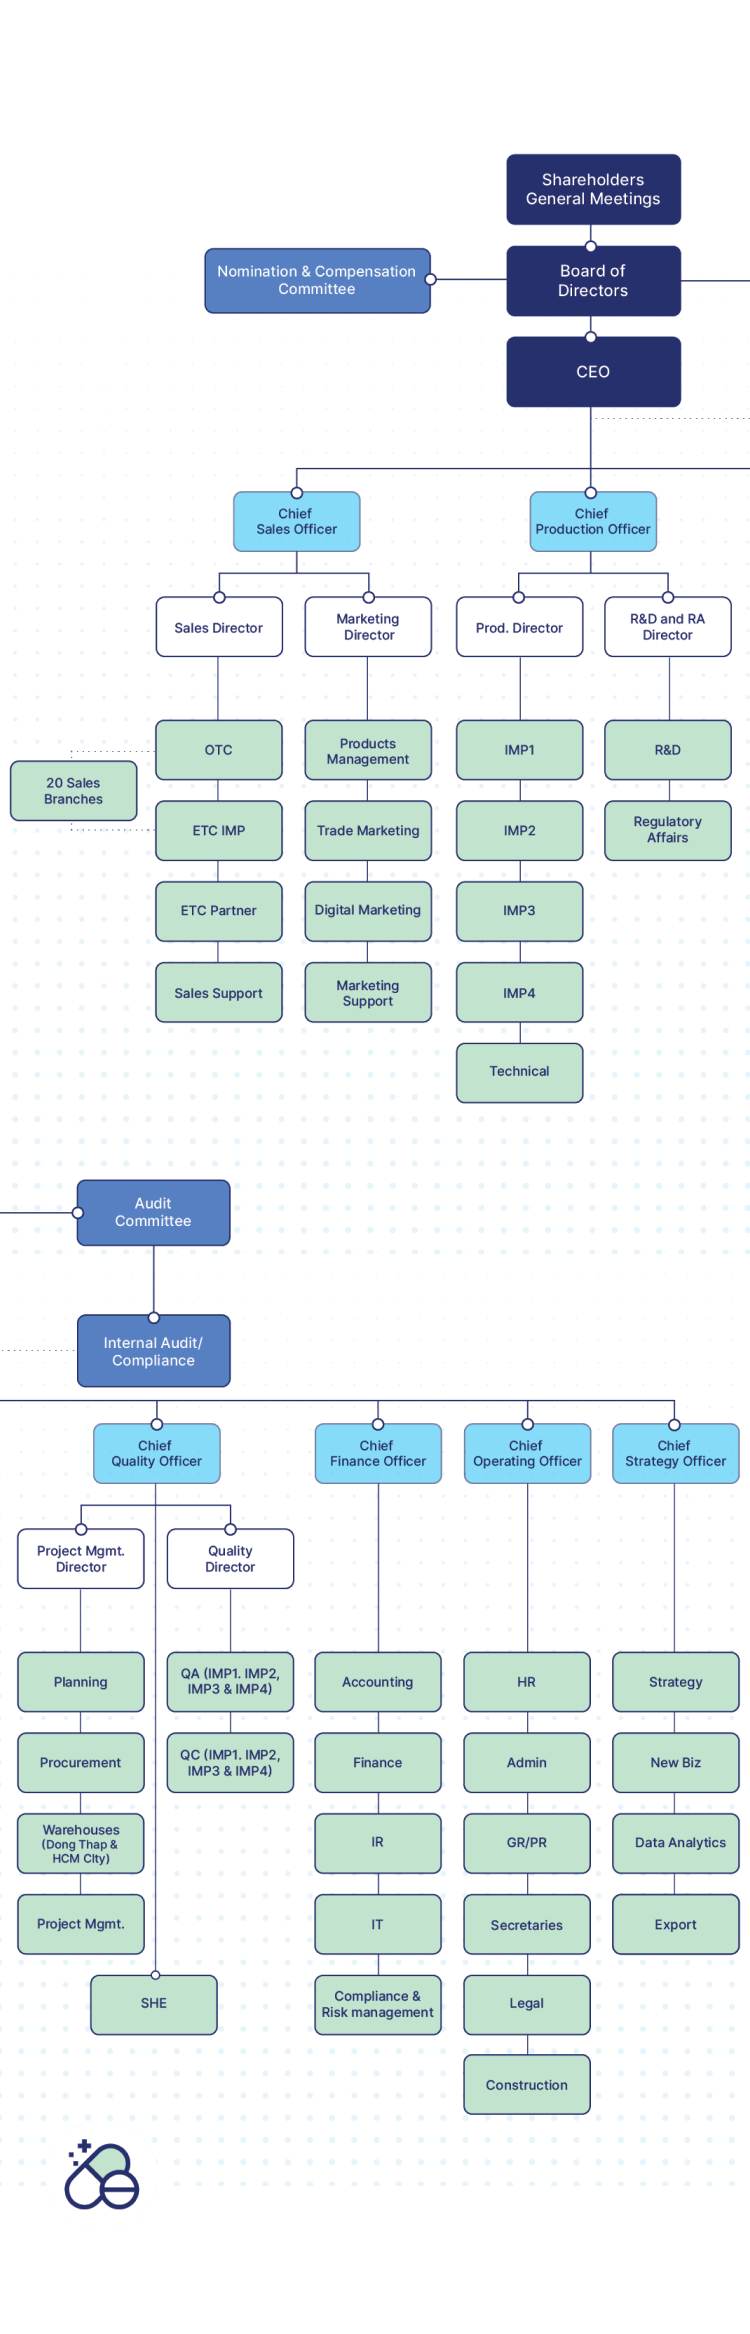 Shareholders
General Meetings
Nomination & Compensation
Committee
Board of
Directors
CEO
Chief
Sales Officer
Chief
Production Officer
Sales Director
Marketing
Director
Prod. Director
R&D and RA
Director
OTC
Products
Management
IMP1
R&D
20 Sales
Branches
ETC IMP
Trade Marketing
IMP2
Regulatory
Affairs
ETC Partner
Digital Marketing
IMP3
Sales Support
Marketing
Support
IMP4
Technical
Audit
Committee
Internal Audit/
Compliance
Chief
Quality Officer
Chief
Finance Officer
Chief
Operating Officer
Chief
Strategy Officer
Project Mgmt.
Director
Quality
Director
Planning
QA (IMP1. IMP2,
IMP3 & IMP4)
Accounting
HR
Strategy
Procurement
QC (IMP1. IMP2,
IMP3 & IMP4)
Finance
Admin
New Biz
Warehouses
(Dong Thap &
HCM CIty)
IR
GR/PR
Data Analytics
Project Mgmt.
IT
Secretaries
Export
SHE
Compliance &
Risk management
Legal
Construction